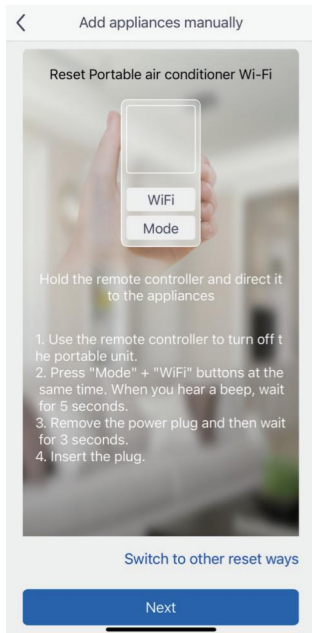 Add appliances manually
Reset Portable air conditioner Wi-Fi
WiFi
Mode
Hold the remote controller and direct it
to the appliances
1. Use the remote controller to turn off t
he portable unit.
2. Press "Mode" + "WiFi" buttons at the
same time. When you hear a beep, wait
for 5 seconds.
3. Remove the power plug and then wait
for 3 seconds.
4. Insert the plug.
Switch to other reset ways
Next